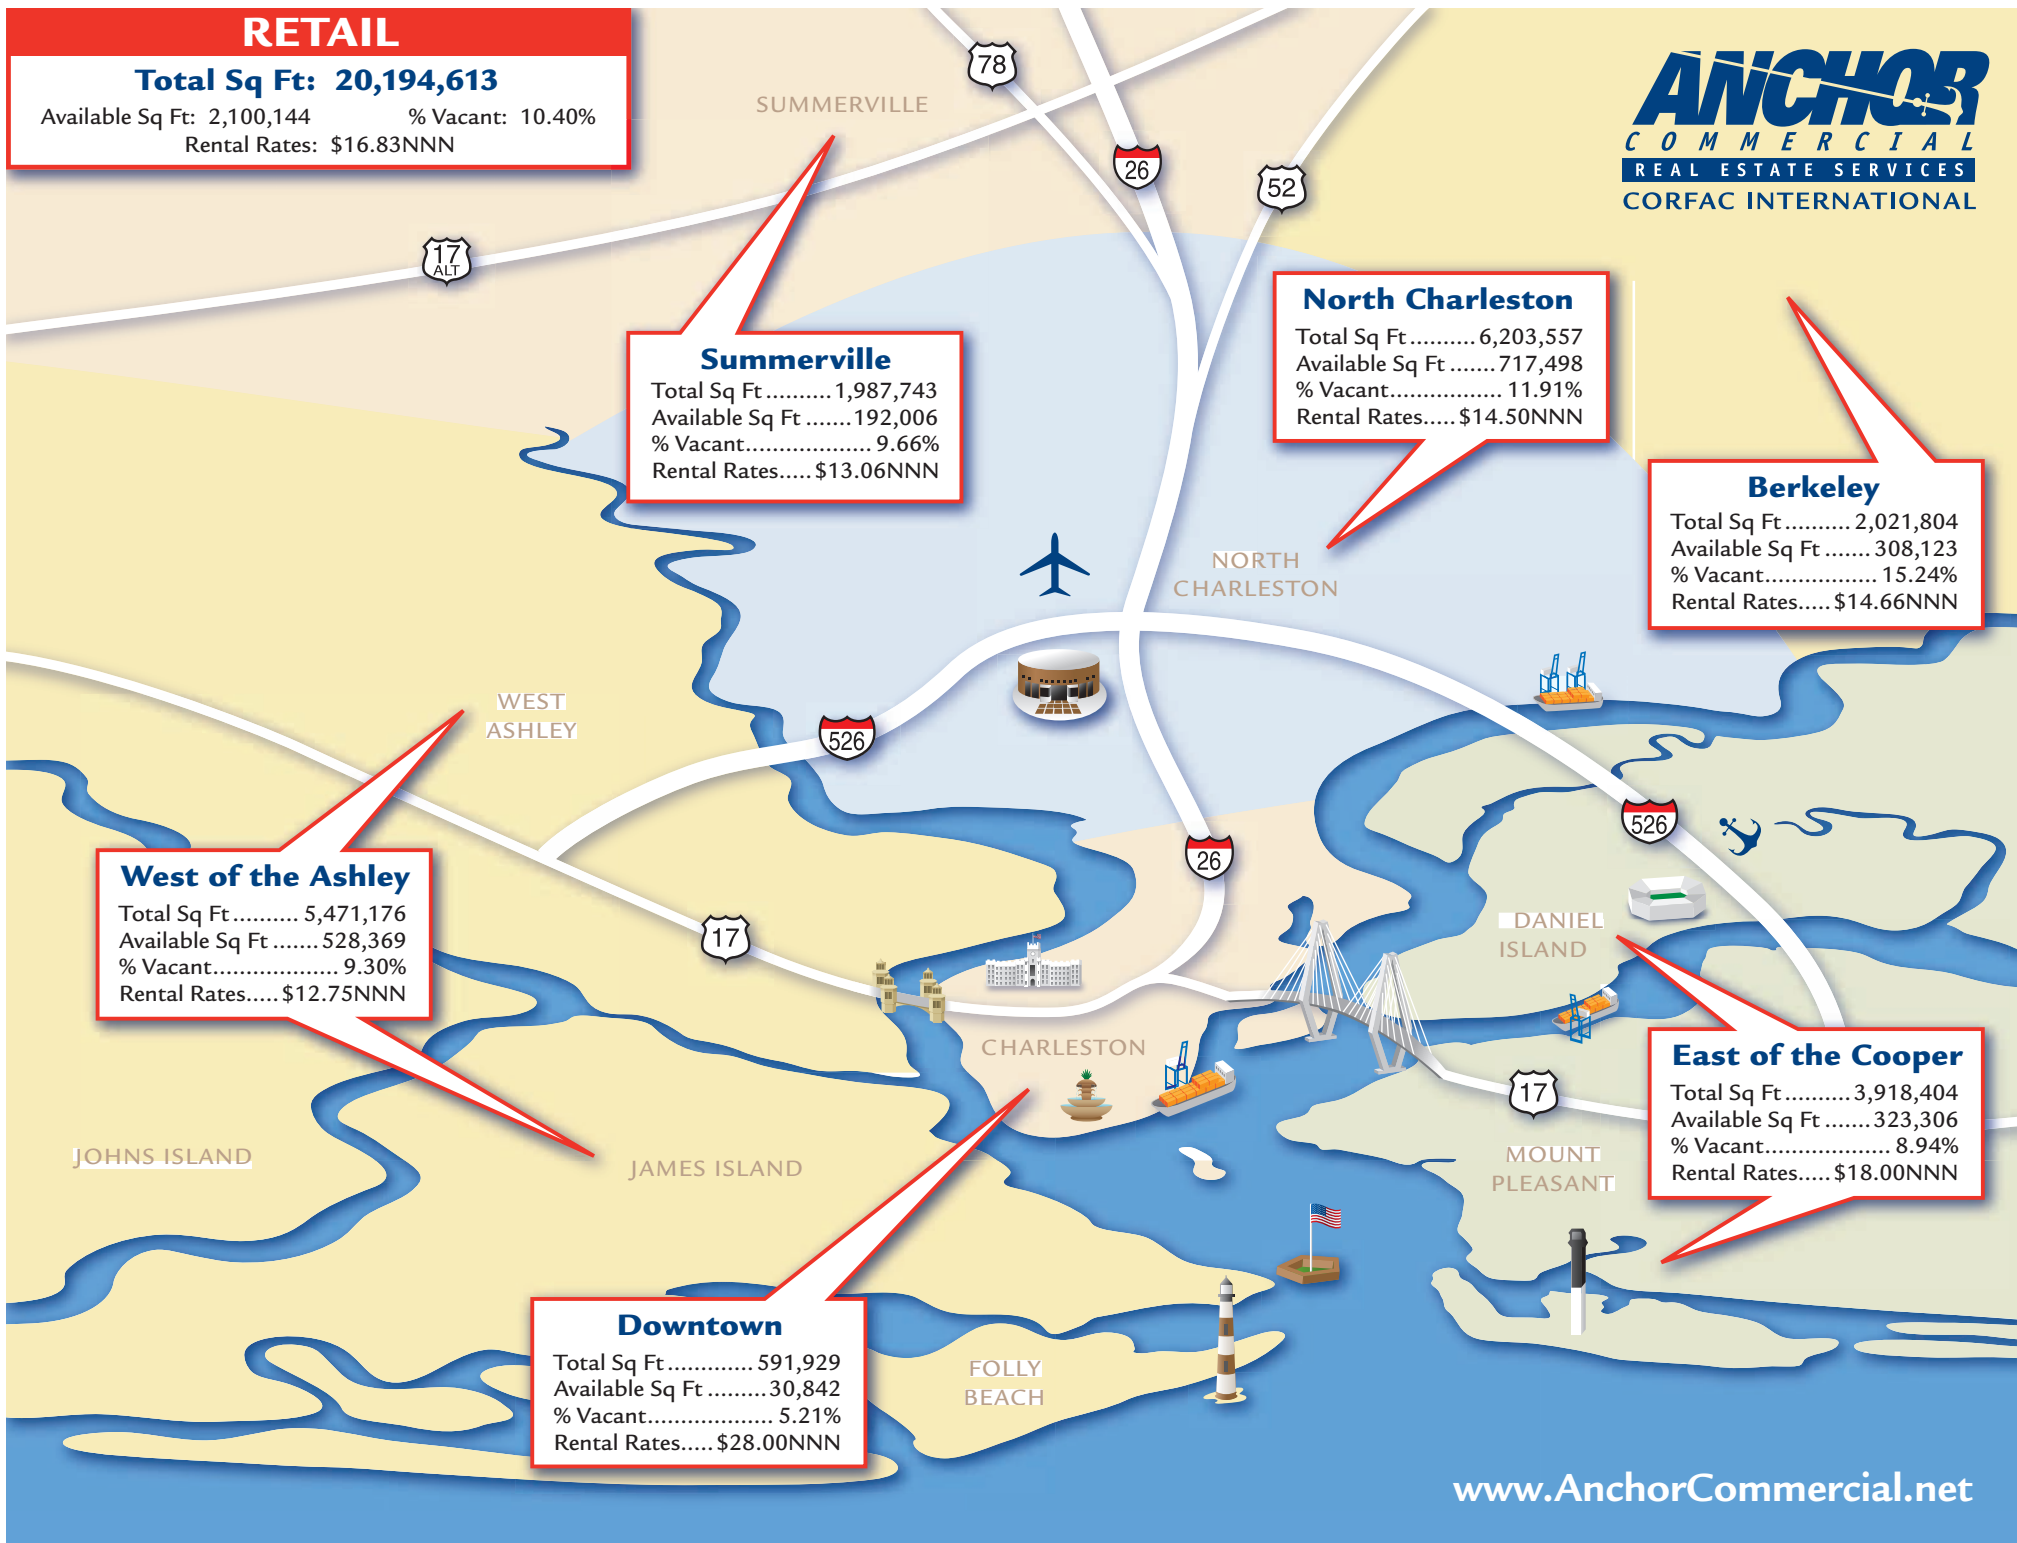 RETAIL
Total Sq Ft: 20,194,613
Available Sq Ft: 2,100,144 % Vacant: 10.40%
Rental Rates: $16.83NNN
ANCHOR
COMMERCIAL
REAL ESTATE SERVICES
CORFAC INTERNATIONAL
78
SUMMERVILLE
26
52
17
ALT
North Charleston
Total Sq Ft.......... 6,203,557
Available Sq Ft ....... 717,498
% Vacant................. 11.91%
Rental Rates..... $14.50NNN
Summerville
Total Sq Ft .......... 1,987,743
Available Sq Ft ....... 192,006
% Vacant................... 9.66%
Rental Rates..... $13.06NNN
Berkeley
Total Sq Ft .......... 2,021,804
Available Sq Ft ....... 308,123
% Vacant................. 15.24%
Rental Rates..... $14.66NNN
NORTH
CHARLESTON
WEST
ASHLEY
526
526
26
West of the Ashley
Total Sq Ft .......... 5,471,176
Available Sq Ft ....... 528,369
% Vacant................... 9.30%
Rental Rates..... $12.75NNN
17
DANIEL
ISLAND
CHARLESTON
East of the Cooper
Total Sq Ft .......... 3,918,404
Available Sq Ft ....... 323,306
% Vacant................... 8.94%
Rental Rates..... $18.00NNN
17
JOHNS ISLAND
JAMES ISLAND
MOUNT
PLEASANT
Downtown
Total Sq Ft ............. 591,929
Available Sq Ft ......... 30,842
% Vacant................... 5.21%
Rental Rates..... $28.00NNN
FOLLY
BEACH
www.AnchorCommercial.net